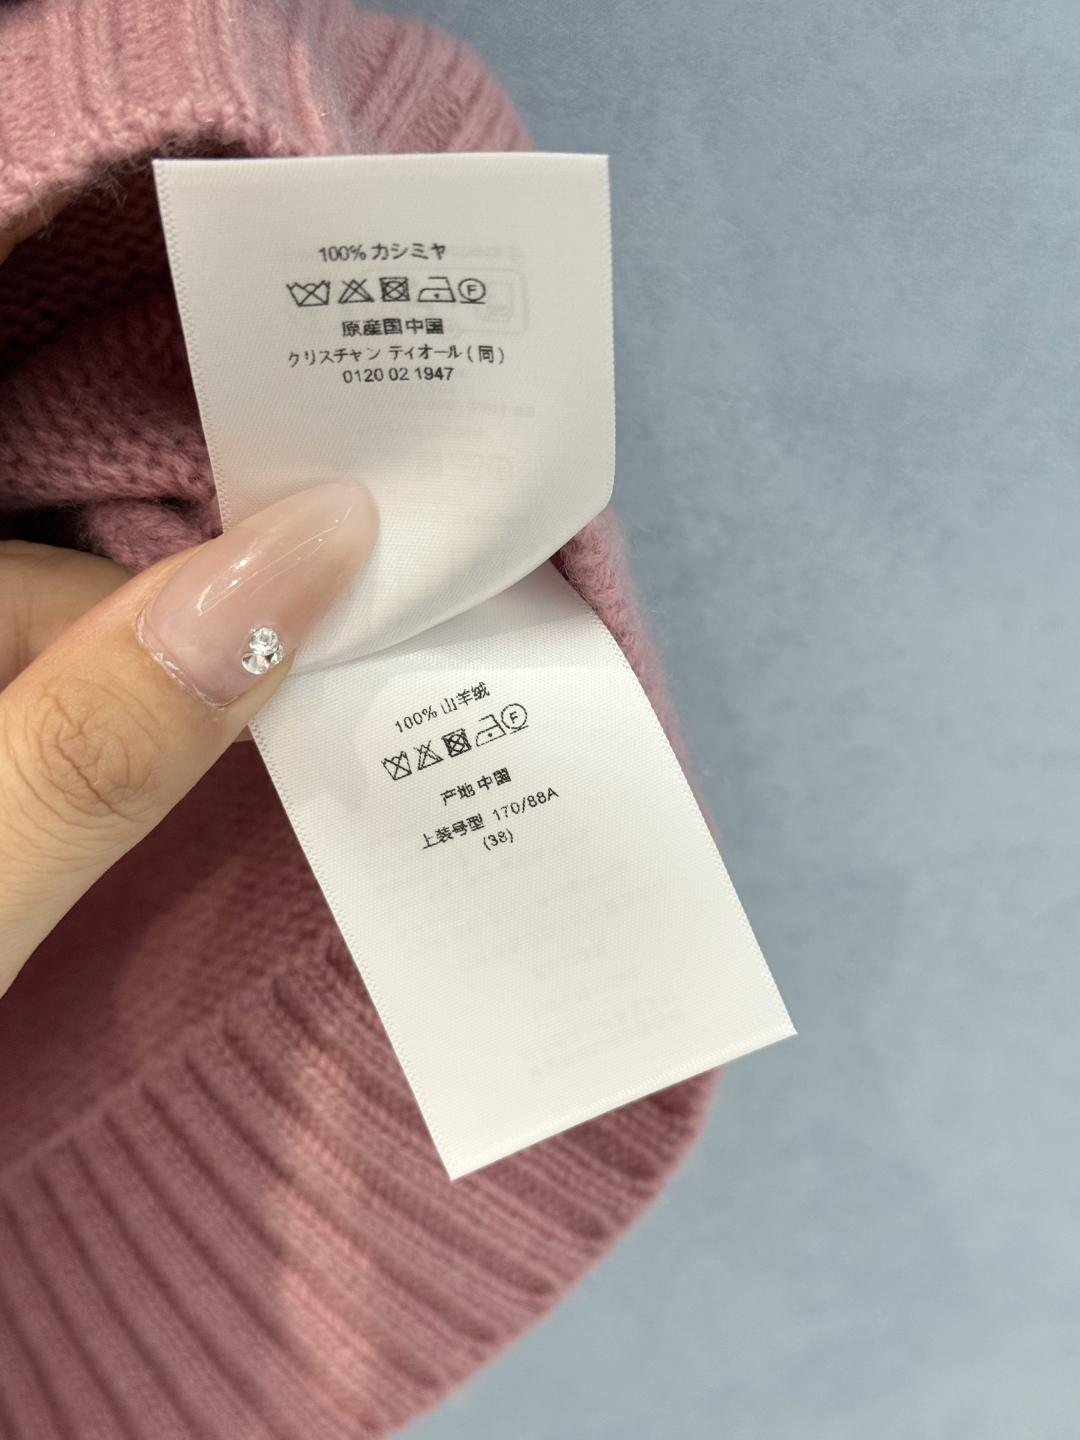 100% カシミヤ
F
原産国中国
クリスチャン ディオール ( 同 )
0120 02 1947
100% 山羊绒
F
产地 中国
上装号型 170/88A
(38)